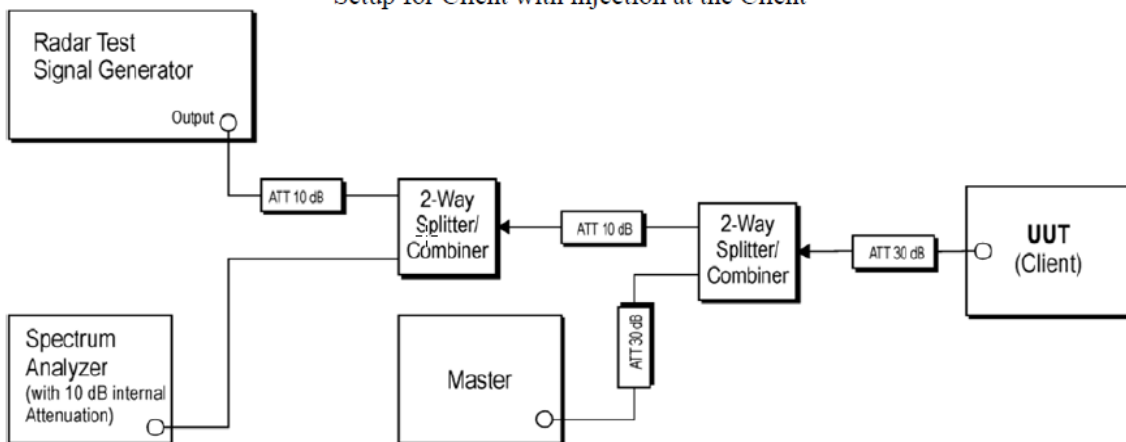 Setup for Client with injection at the Client
Radar Test
Signal Generator
Output
ATT 10 dB
2-Way
Splitter/
Combiner
ATT 10 dB
2-Way
Splitter/
Combiner
ATT 30 dB
UUT
(Client)
Spectrum
Analyzer
(with 10 dB internal
Attenuation)
Master
ATT 30 dB